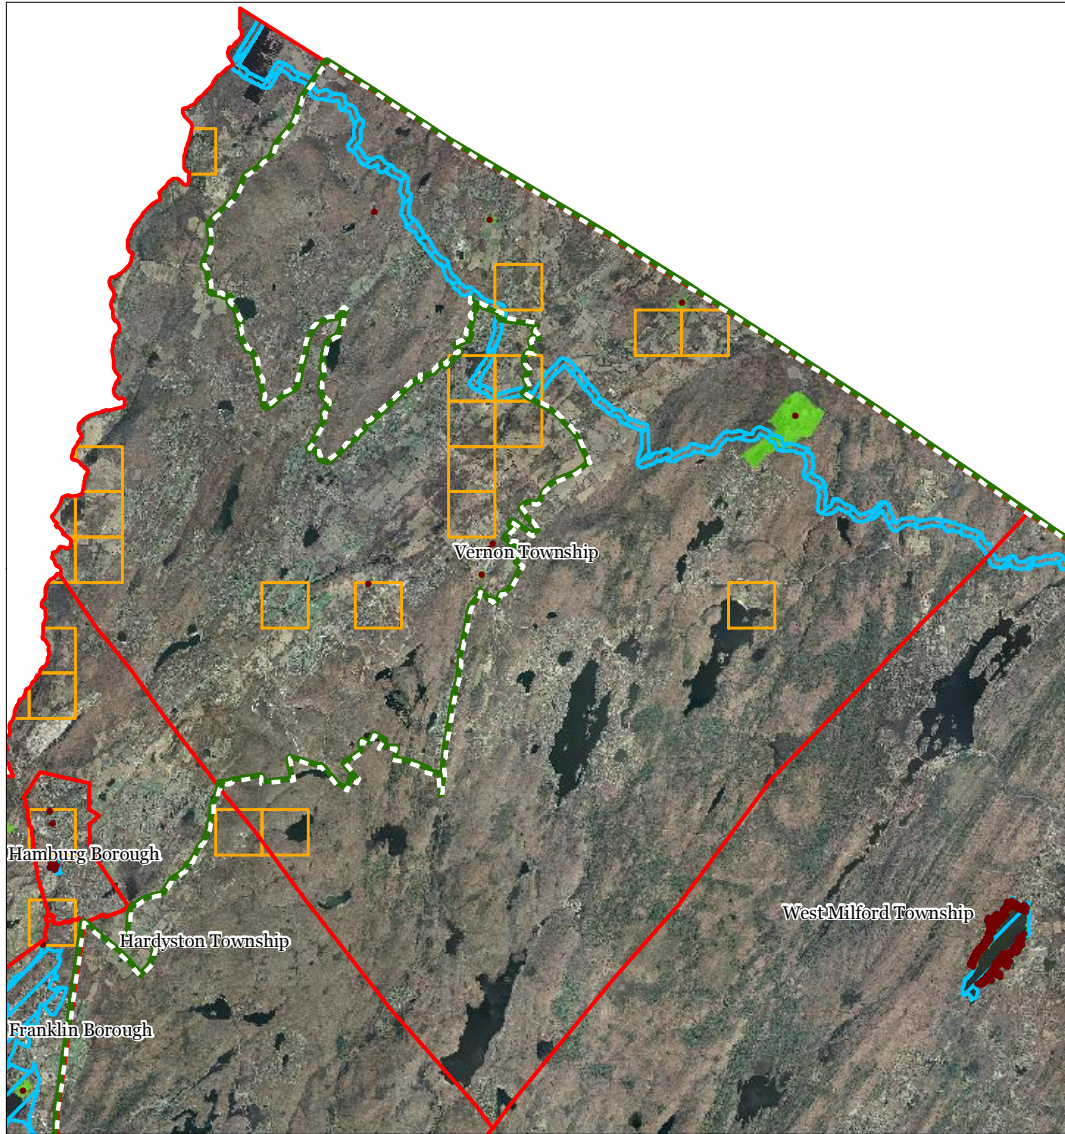 Vernon Township
Hamburg Borough
West Milford Township
Hardyston Township
Franklin Borough